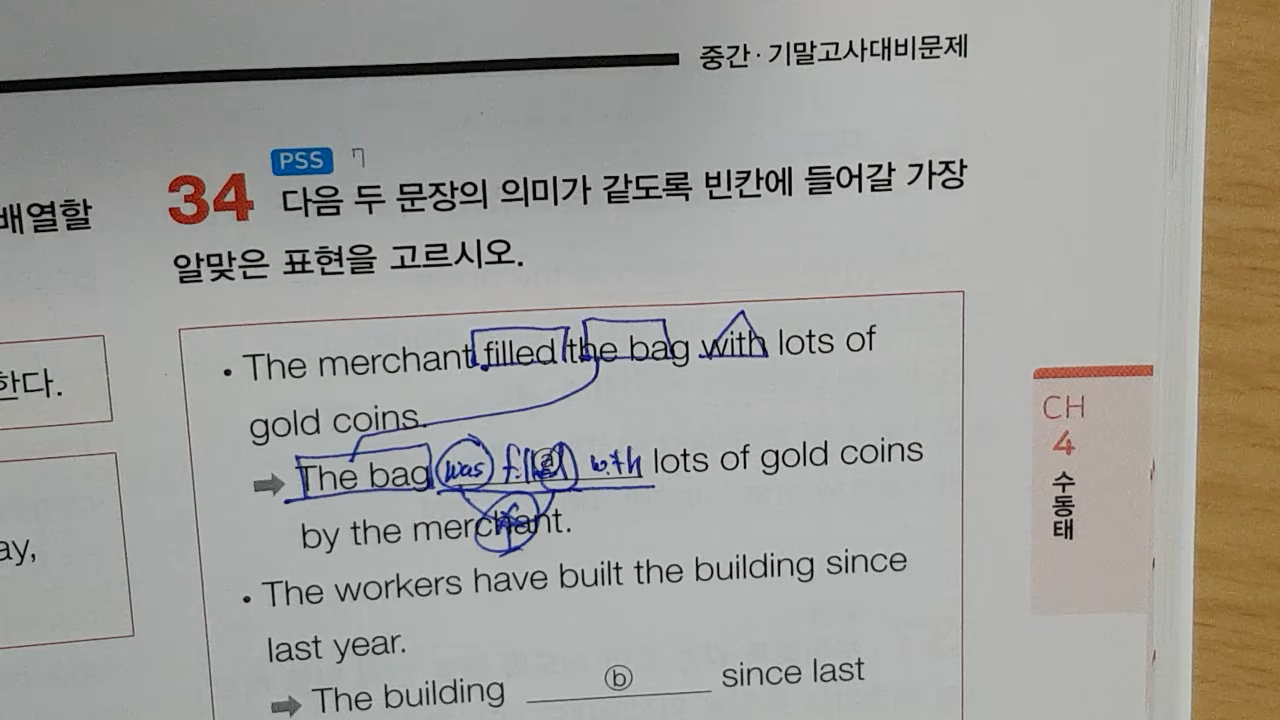 중간·기말고사대비문제
배열할
34 PSS 7
다음 두 문장의 의미가 같도록 빈칸에 들어갈 가장
알맞은 표현을 고르시오.
한다.
ay,
• The merchant filled the bag with lots of
gold coins.
➡ The bag was filled with lots of gold coins
by the merchant.
• The workers have built the building since
last year.
➡ The building ⓑ since last
CH
4
수동태